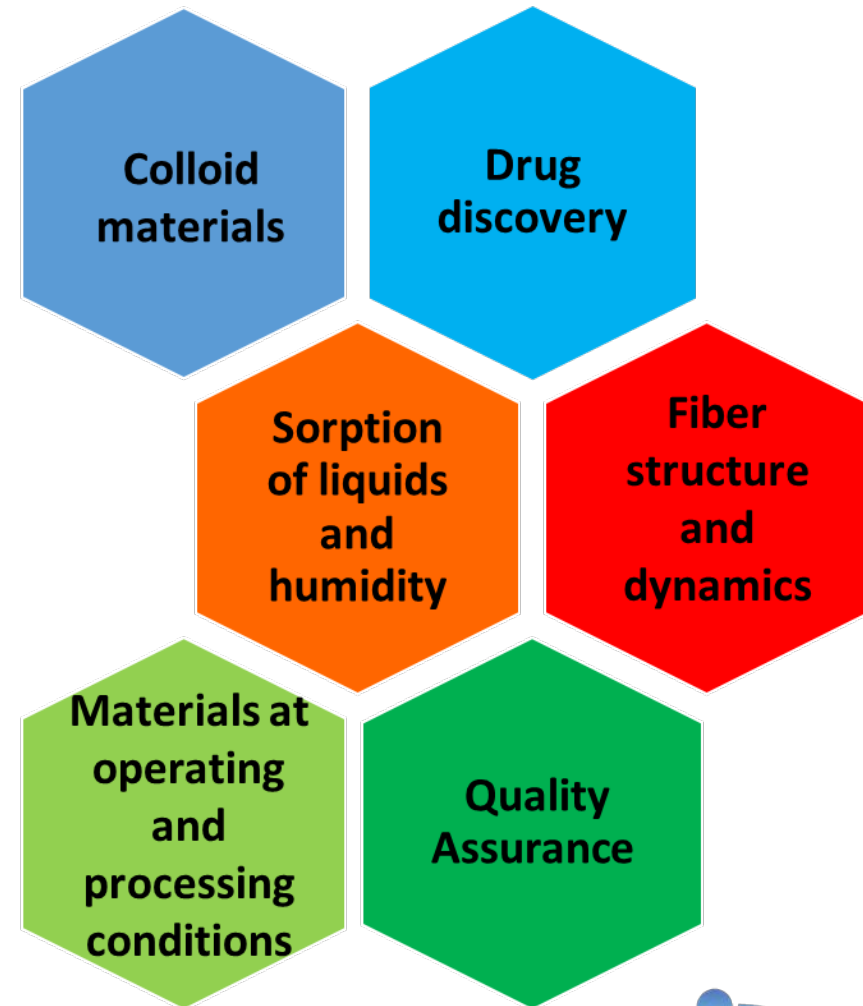 Colloid
materials
Drug
discovery
Sorption
of liquids
and
humidity
Fiber
structure
and
dynamics
Materials at
operating
and
processing
conditions
Quality
Assurance